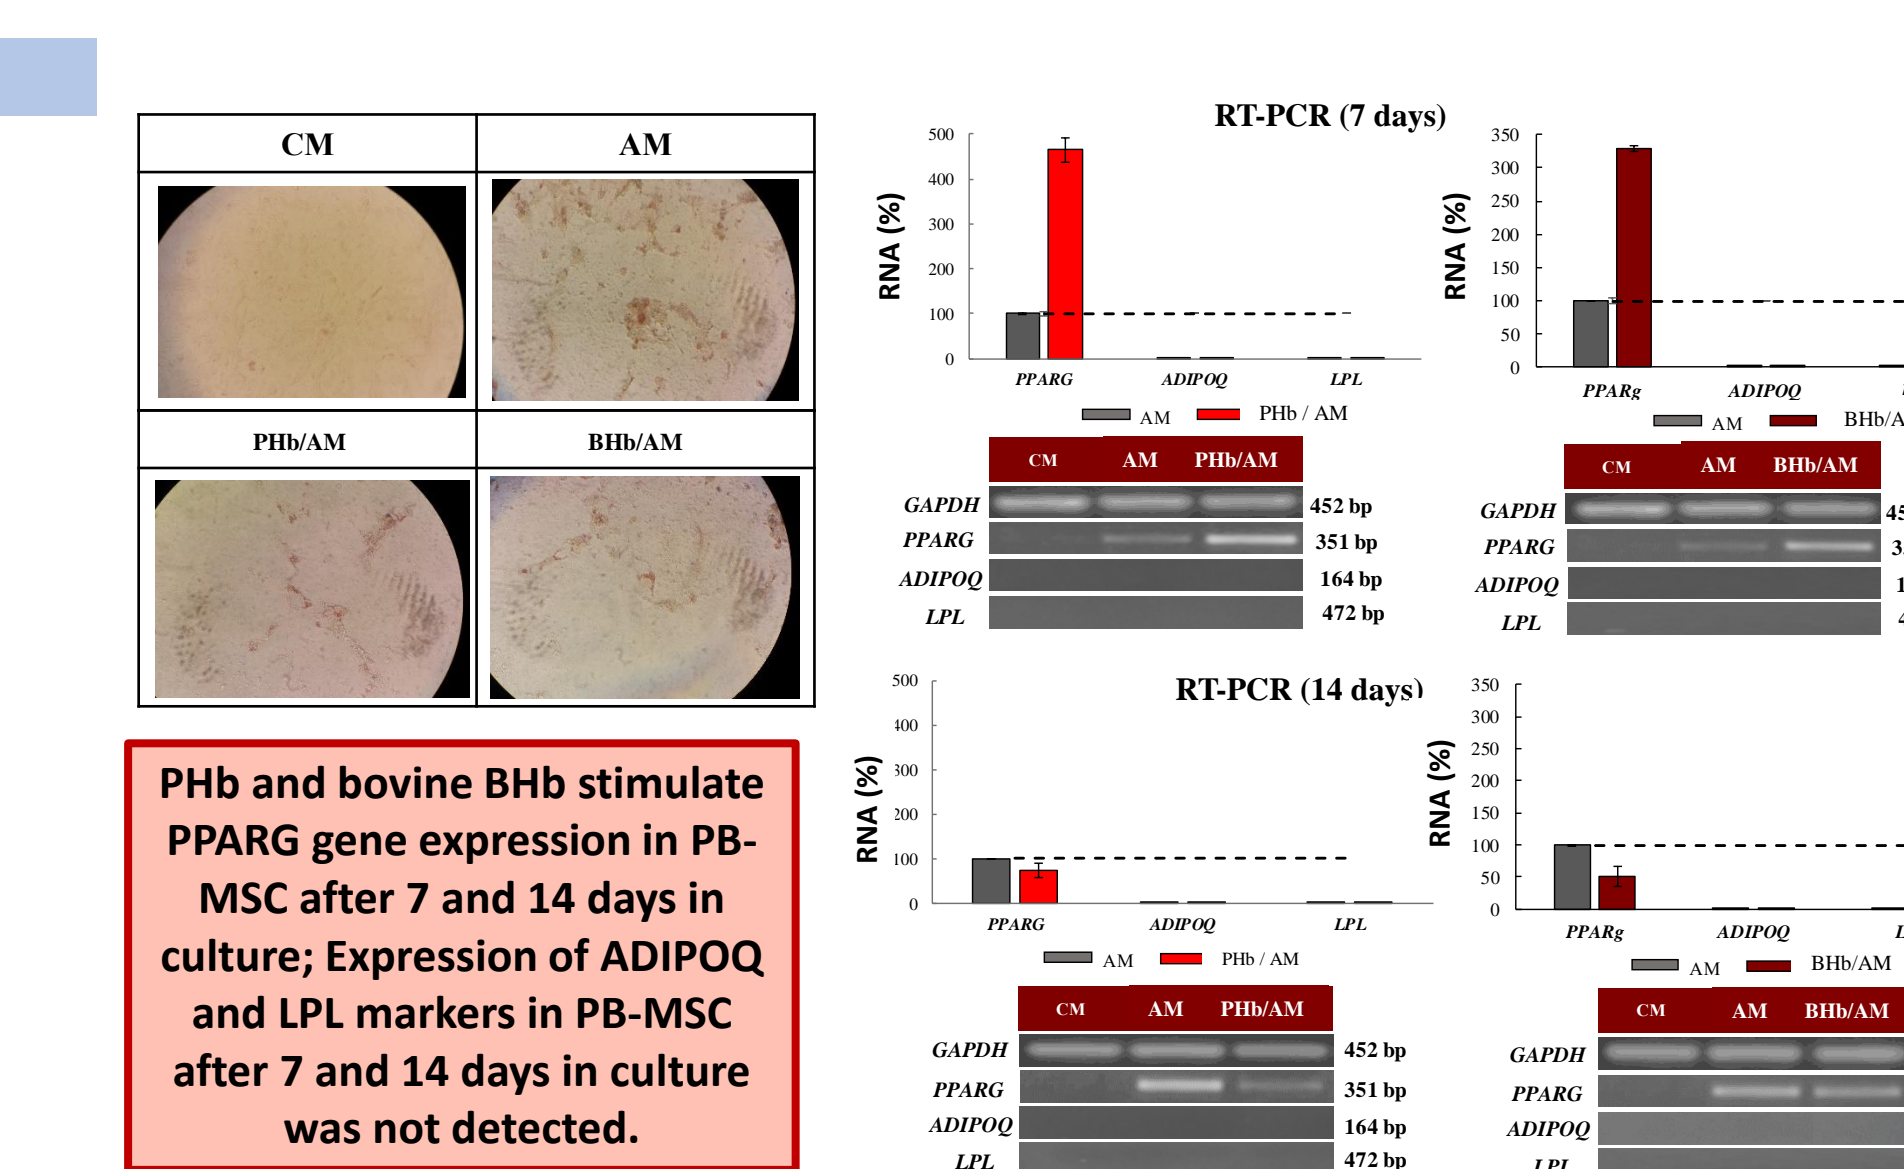 CM
AM
PHb/AM
BHb/AM
PHb and bovine BHb stimulate
PPARG gene expression in PB-
MSC after 7 and 14 days in
culture; Expression of ADIPOQ
and LPL markers in PB-MSC
after 7 and 14 days in culture
was not detected.
RT-PCR (7 days)
RNA (%)
500
400
300
200
100
0
PPARG ADIPOQ LPL
AM PHb / AM
CM AM PHb/AM
GAPDH 452 bp
PPARG 351 bp
ADIPOQ 164 bp
LPL 472 bp
RNA (%)
350
300
250
200
150
100
50
0
PPARg ADIPOQ
AM BHb/A
CM AM BHb/AM
GAPDH 45
PPARG 3
ADIPOQ 1
LPL 4
RT-PCR (14 days)
RNA (%)
500
400
300
200
100
0
PPARG ADIPOQ LPL
AM PHb / AM
CM AM PHb/AM
GAPDH 452 bp
PPARG 351 bp
ADIPOQ 164 bp
LPL 472 bp
RNA (%)
350
300
250
200
150
100
50
0
PPARg ADIPOQ L
AM BHb/AM
CM AM BHb/AM
GAPDH
PPARG
ADIPOQ
LPL